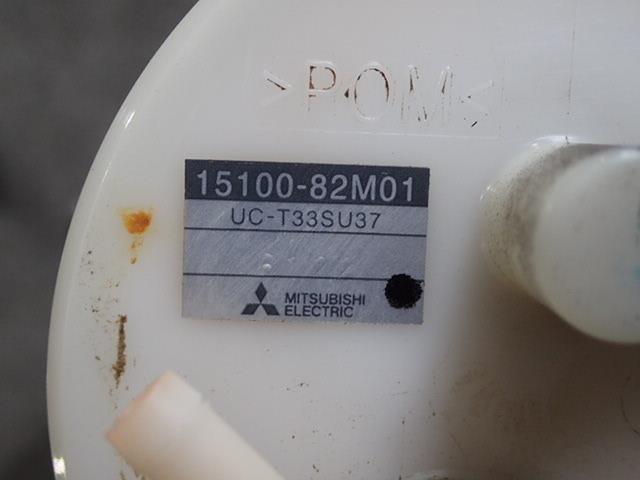 >POM<
15100-82M01
UC-T33SU37
MITSUBISHI
ELECTRIC